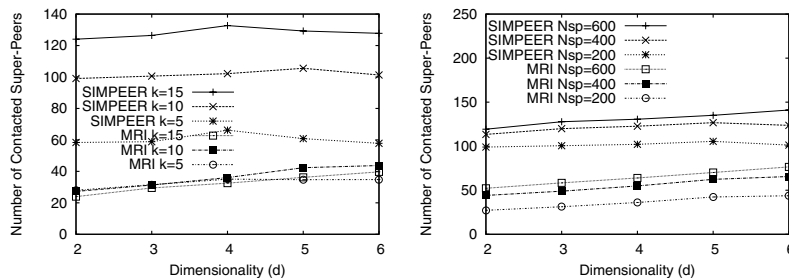 Number of Contacted Super-Peers
140
120
100
80
60
40
20
0
SIMPEER k=15
SIMPEER k=10
SIMPEER k=5
MRI k=15
MRI k=10
MRI k=5
2 3 4 5 6
Dimensionality (d)
Number of Contacted Super-Peers
250
200
150
100
50
0
SIMPEER Nsp=600
SIMPEER Nsp=400
SIMPEER Nsp=200
MRI Nsp=600
MRI Nsp=400
MRI Nsp=200
2 3 4 5 6
Dimensionality (d)